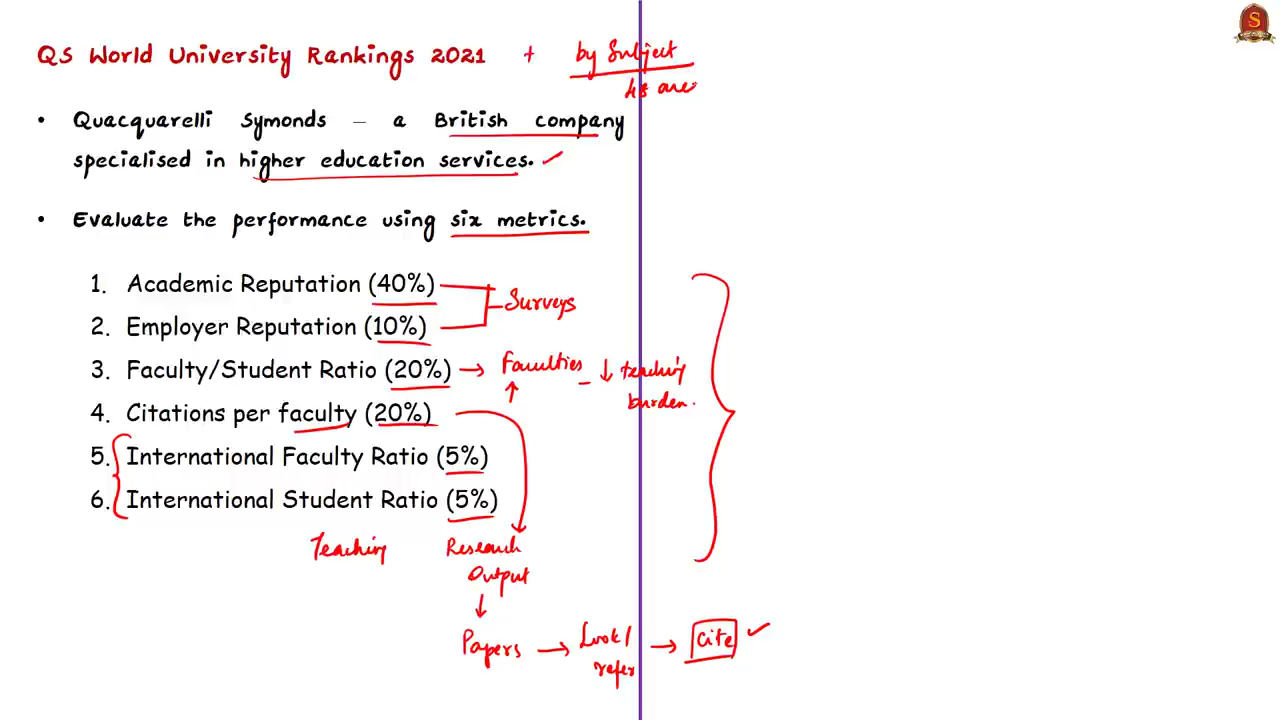 QS World University Rankings 2021 + by Subject
48 are
• Quacquarelli Symonds – a British company
specialised in higher education services.
• Evaluate the performance using six metrics.
1. Academic Reputation (40%)
Surveys
2. Employer Reputation (10%)
3. Faculty/Student Ratio (20%) → Faculties – ↓ teaching
↑ burden.
4. Citations per faculty (20%)
5. International Faculty Ratio (5%)
6. International Student Ratio (5%)
Teaching Research
Output
↓
Papers → Look/ → Cite
refer
S